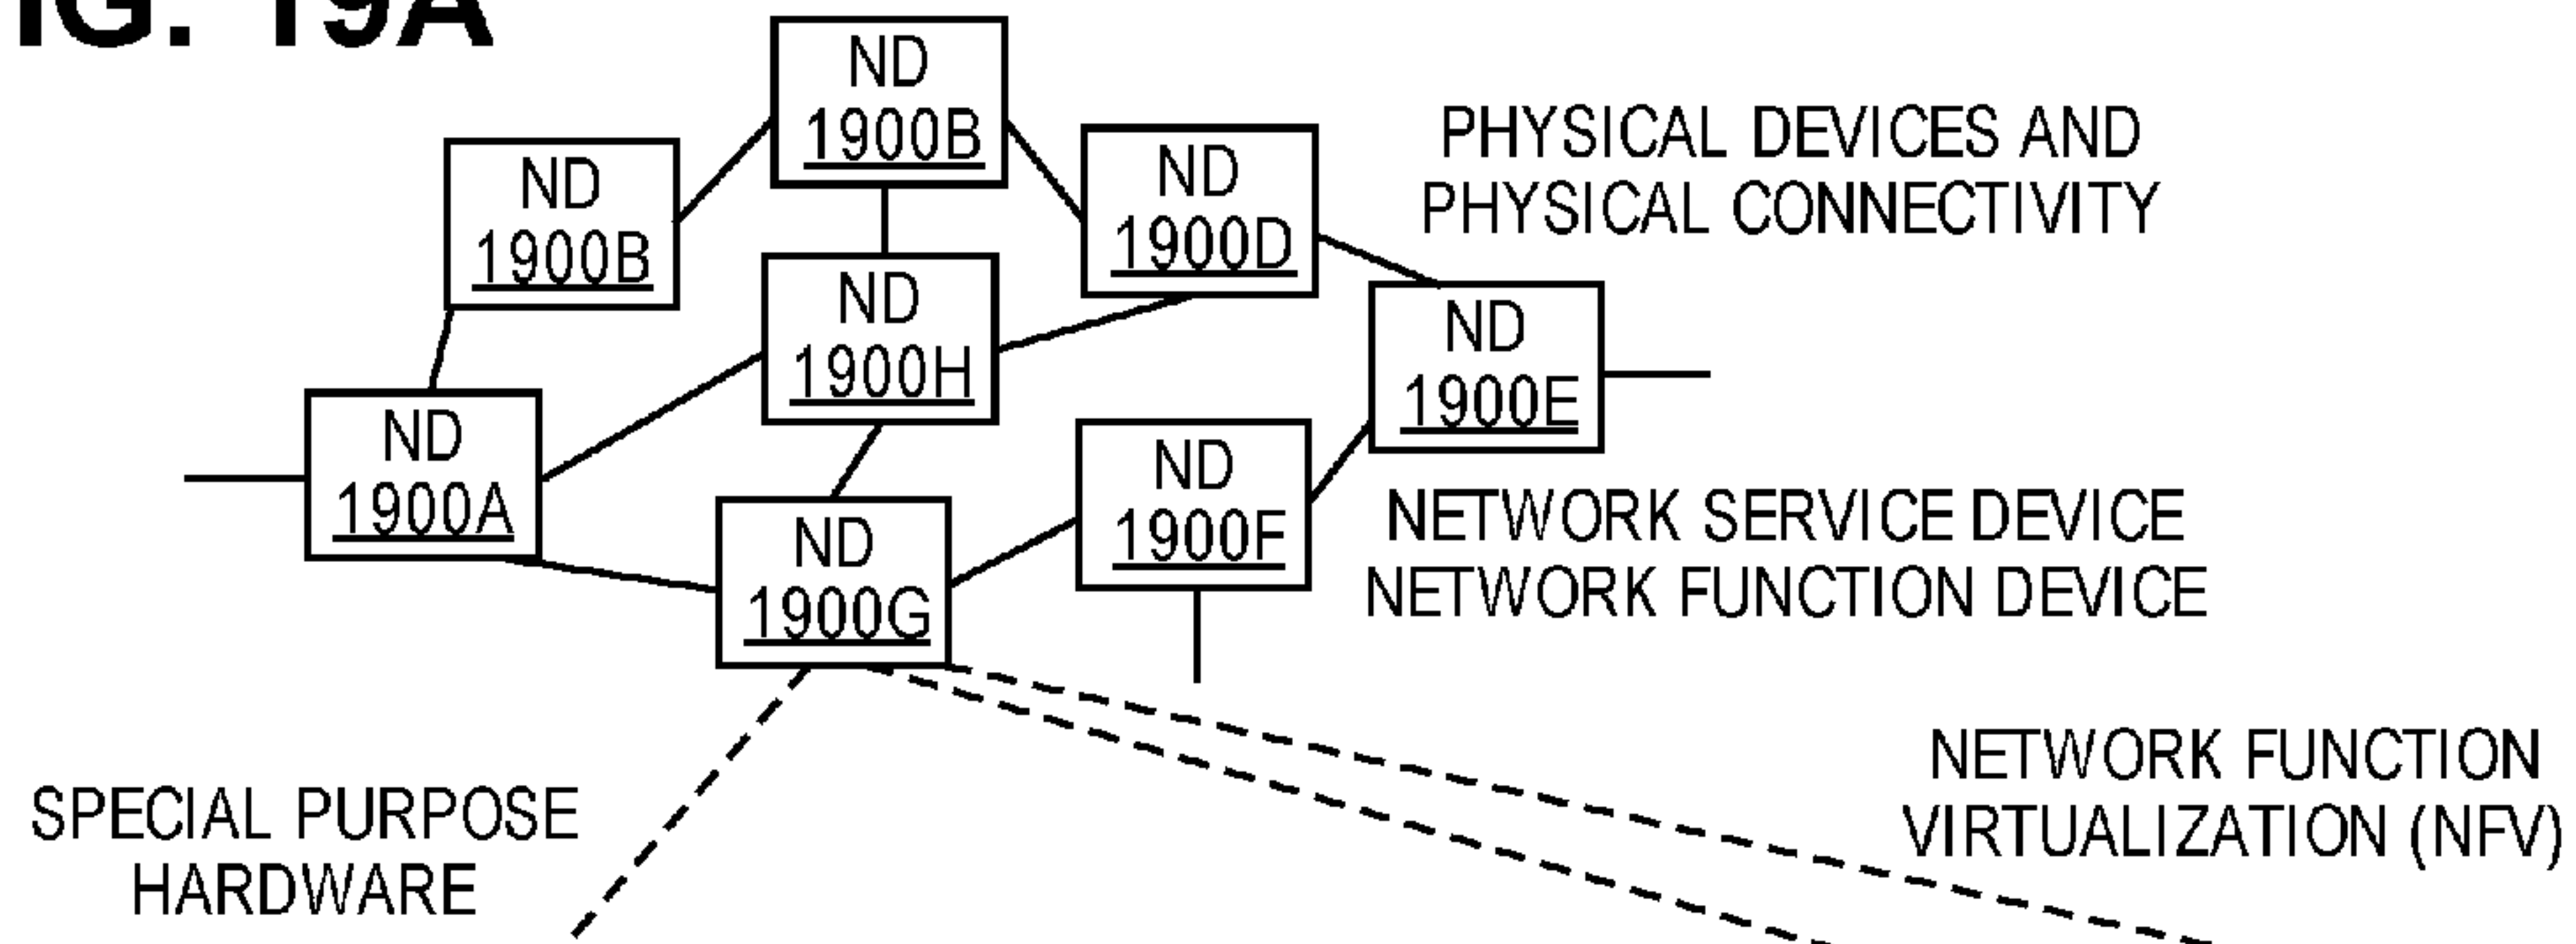 IG. 19A
ND
1900B
ND
1900B
ND
1900D
PHYSICAL DEVICES AND
PHYSICAL CONNECTIVITY
ND
1900H
ND
1900E
ND
1900A
ND
1900F
ND
1900G
NETWORK SERVICE DEVICE
NETWORK FUNCTION DEVICE
SPECIAL PURPOSE
HARDWARE
NETWORK FUNCTION
VIRTUALIZATION (NFV)